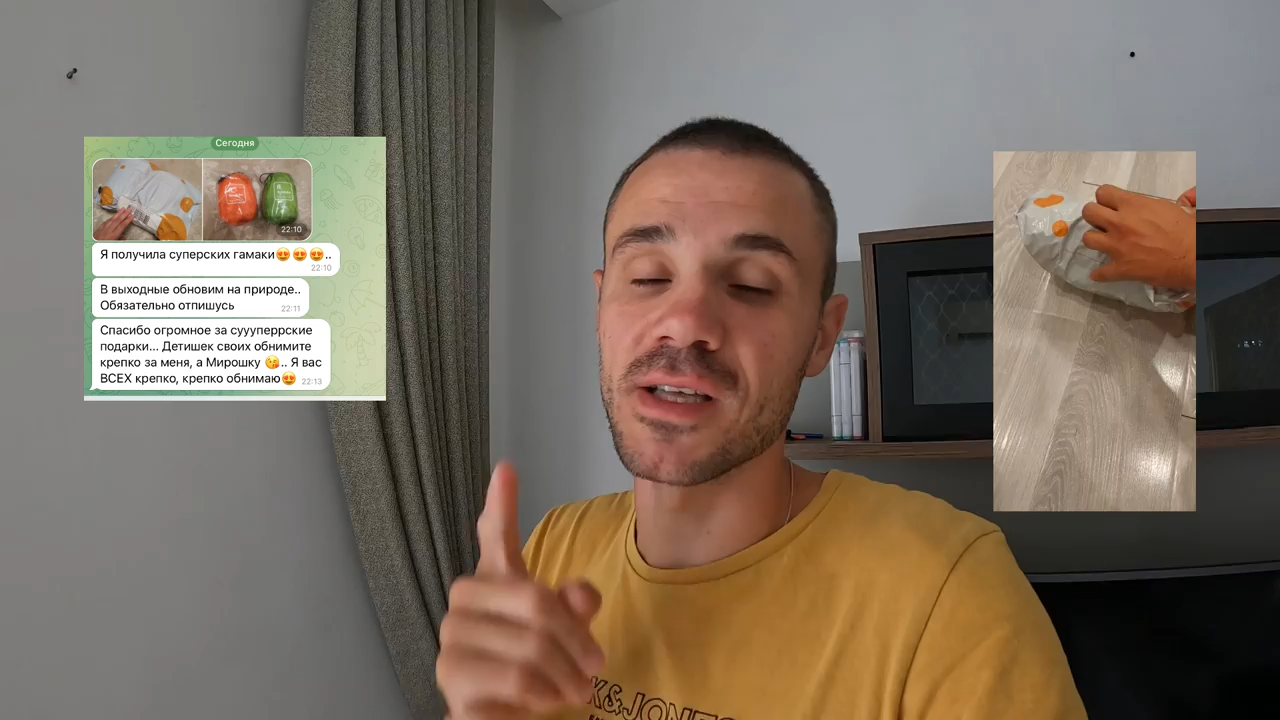 Сегодня
22:10
Я получила суперских гамаки😍😍😍..
22:10
В выходные обновим на природе..
Обязательно отпишусь
22:11
Спасибо огромное за суууперрские
подарки... Детишек своих обнимите
крепко за меня, а Мирошку 😘.. Я вас
ВСЕХ крепко, крепко обнимаю😍
22:13
K&JONES